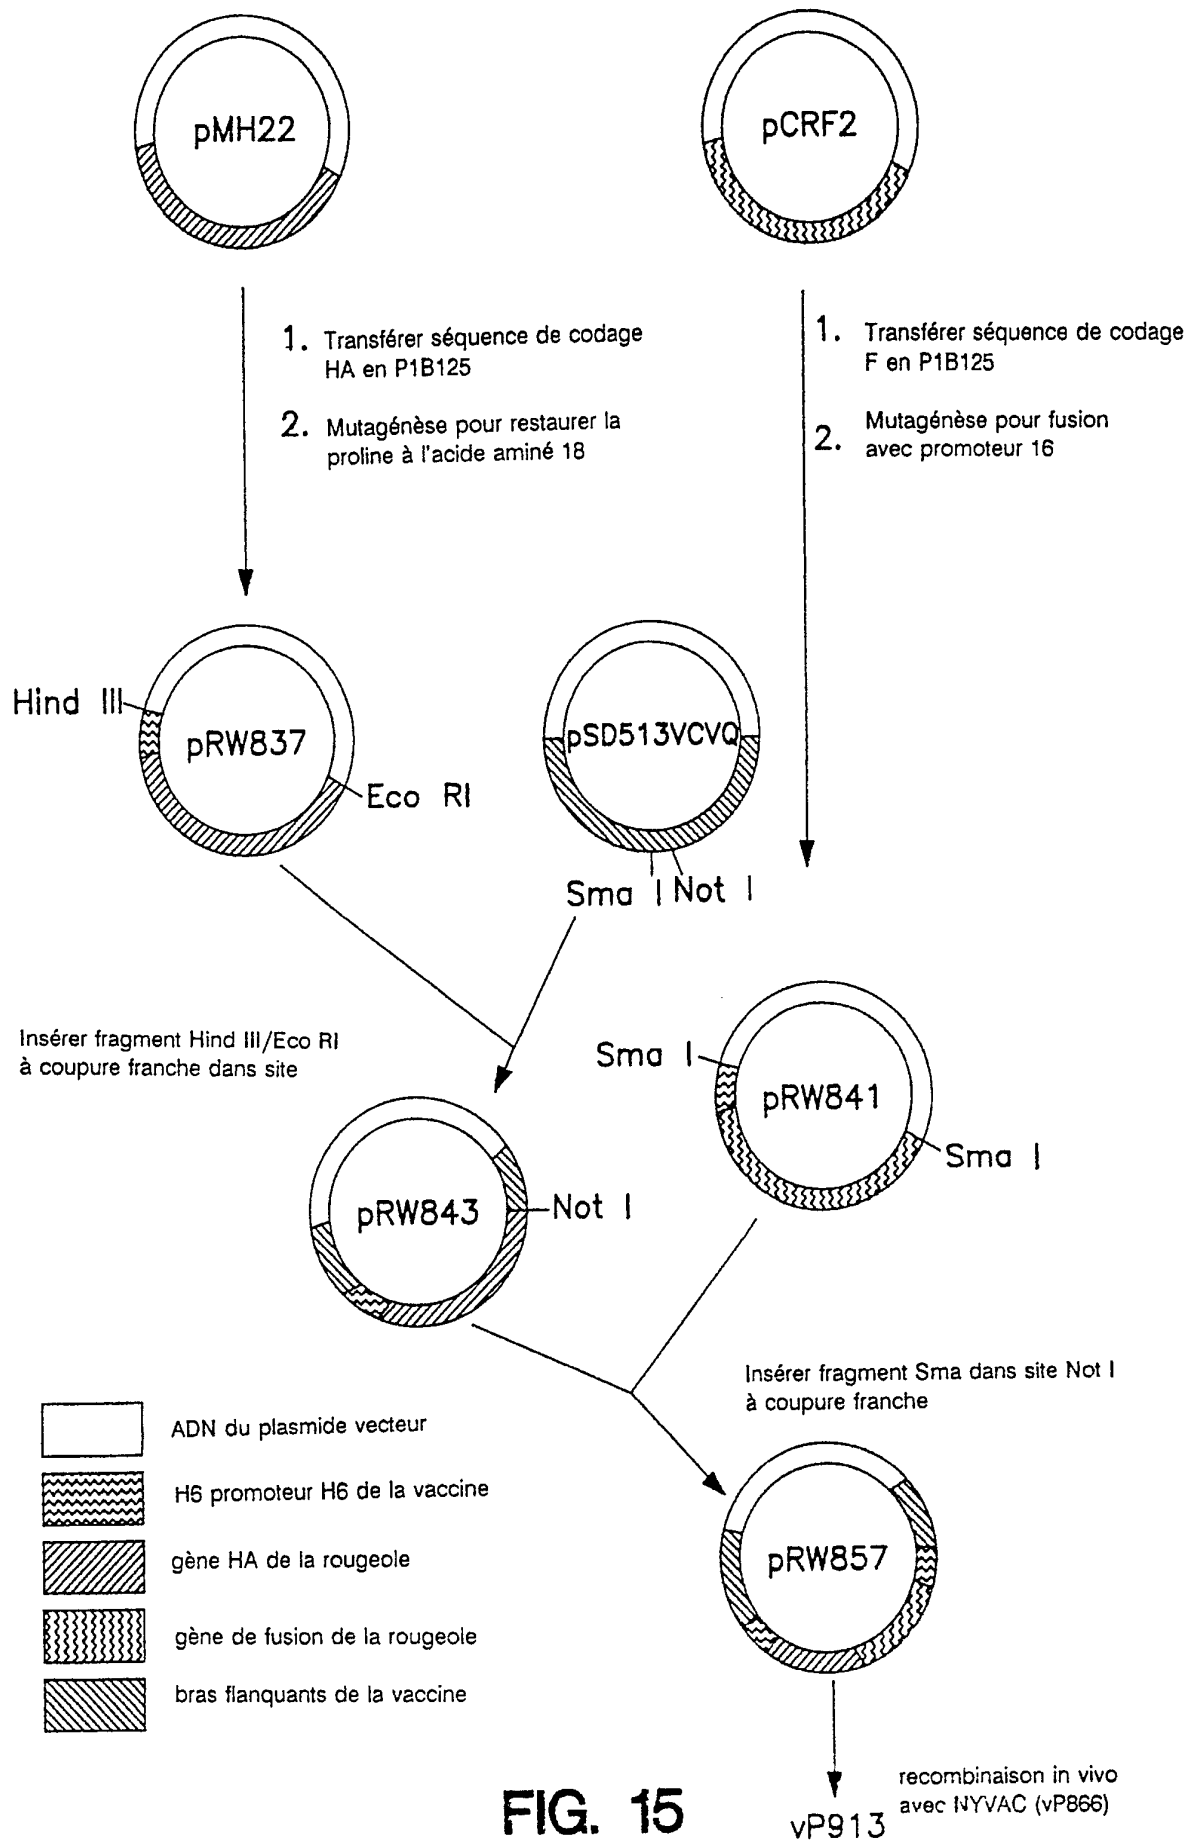 pMH22
pCRF2
1. Transférer séquence de codage
HA en P1B125
2. Mutagénèse pour restaurer la
proline à l'acide aminé 18
1. Transférer séquence de codage
F en P1B125
2. Mutagénèse pour fusion
avec promoteur 16
Hind III
pRW837
Eco RI
pSD513VCVQ
Sma I Not I
Insérer fragment Hind III/Eco RI
à coupure franche dans site
Sma I
pRW841
Sma I
pRW843
Not I
Insérer fragment Sma dans site Not I
à coupure franche
ADN du plasmide vecteur
H6 promoteur H6 de la vaccine
gène HA de la rougeole
gène de fusion de la rougeole
bras flanquants de la vaccine
pRW857
recombinaison in vivo
avec NYVAC (vP866)
vP913
FIG. 15